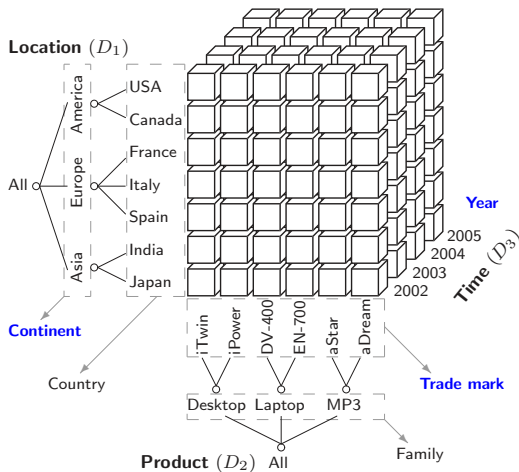 Location (D₁)
All
America
Europe
Asia
USA
Canada
France
Italy
Spain
India
Japan
Continent
Country
Year
2005
2004
2003
2002
Time (D₃)
iTwin
iPower
DV-400
EN-700
aStar
aDream
Trade mark
Desktop Laptop MP3
Family
Product (D₂) All